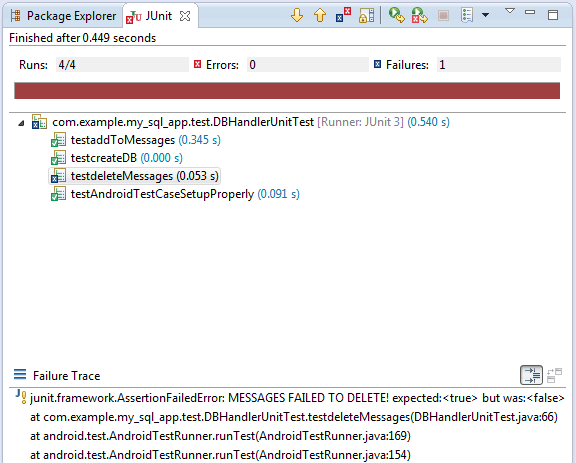 Package Explorer JUnit
Finished after 0.449 seconds
Runs: 4/4 Errors: 0 Failures: 1
com.example.my_sql_app.test.DBHandlerUnitTest [Runner: JUnit 3] (0.540 s)
testaddToMessages (0.345 s)
testcreateDB (0.000 s)
testdeleteMessages (0.053 s)
testAndroidTestCaseSetupProperly (0.091 s)
Failure Trace
junit.framework.AssertionFailedError: MESSAGES FAILED TO DELETE! expected:<true> but was:<false>
at com.example.my_sql_app.test.DBHandlerUnitTest.testdeleteMessages(DBHandlerUnitTest.java:66)
at android.test.AndroidTestRunner.runTest(AndroidTestRunner.java:169)
at android.test.AndroidTestRunner.runTest(AndroidTestRunner.java:154)